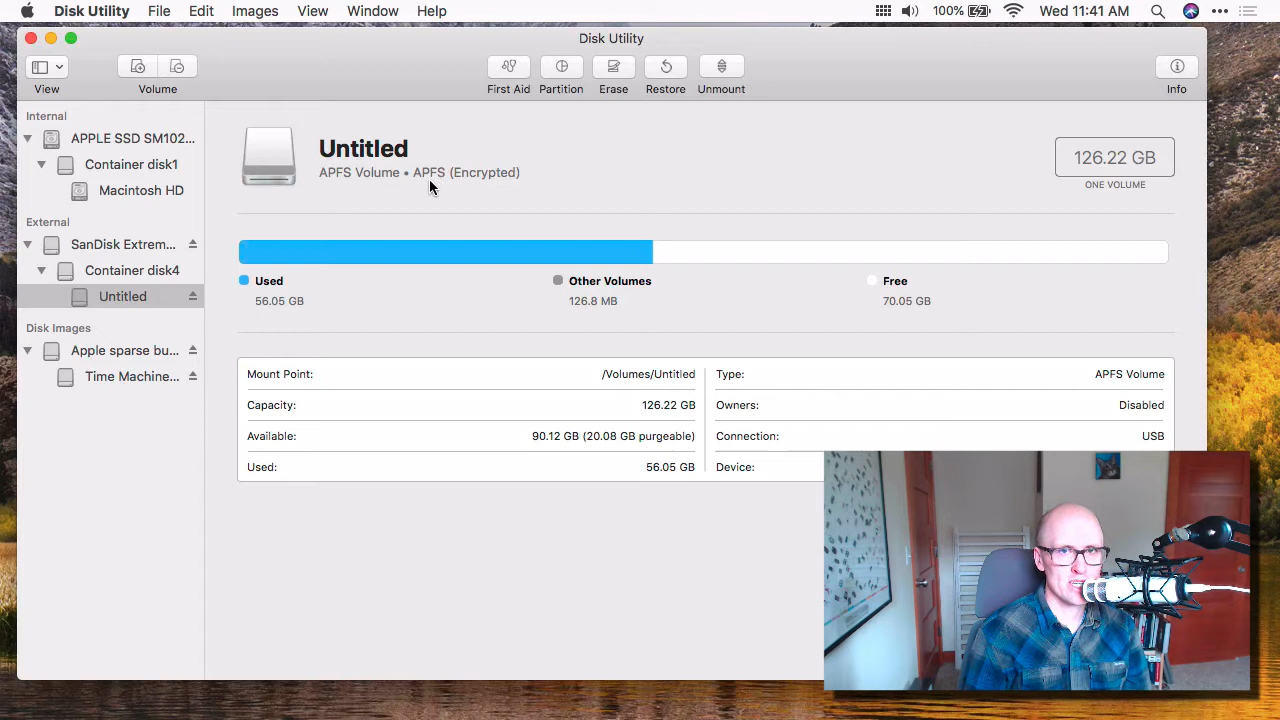 Disk Utility File Edit Images View Window Help 100% Wed 11:41 AM
Disk Utility
View Volume First Aid Partition Erase Restore Unmount Info
Internal
APPLE SSD SM102...
Container disk1
Macintosh HD
External
SanDisk Extrem...
Container disk4
Untitled
Disk Images
Apple sparse bu...
Time Machine...
Untitled
APFS Volume • APFS (Encrypted)
126.22 GB
ONE VOLUME
Used
56.05 GB
Other Volumes
126.8 MB
Free
70.05 GB
Mount Point: /Volumes/Untitled
Capacity: 126.22 GB
Available: 90.12 GB (20.08 GB purgeable)
Used: 56.05 GB
Type: APFS Volume
Owners: Disabled
Connection: USB
Device: